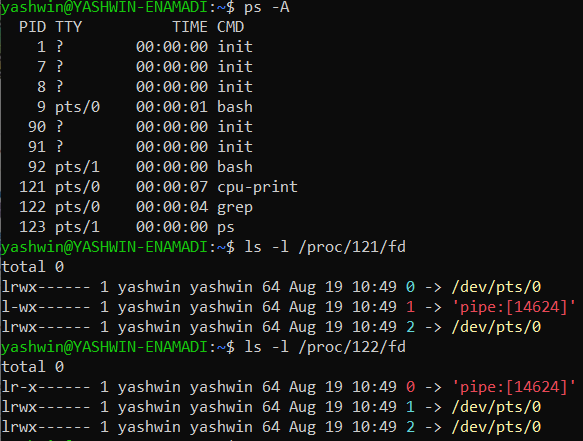 yashwin@YASHWIN-ENAMADI:~$ ps -A
  PID TTY          TIME CMD
    1 ?        00:00:00 init
    7 ?        00:00:00 init
    8 ?        00:00:00 init
    9 pts/0    00:00:01 bash
   90 ?        00:00:00 init
   91 ?        00:00:00 init
   92 pts/1    00:00:00 bash
  121 pts/0    00:00:07 cpu-print
  122 pts/0    00:00:04 grep
  123 pts/1    00:00:00 ps
yashwin@YASHWIN-ENAMADI:~$ ls -l /proc/121/fd
total 0
lrwx------ 1 yashwin yashwin 64 Aug 19 10:49 0 -> /dev/pts/0
l-wx------ 1 yashwin yashwin 64 Aug 19 10:49 1 -> 'pipe:[14624]'
lrwx------ 1 yashwin yashwin 64 Aug 19 10:49 2 -> /dev/pts/0
yashwin@YASHWIN-ENAMADI:~$ ls -l /proc/122/fd
total 0
lr-x------ 1 yashwin yashwin 64 Aug 19 10:49 0 -> 'pipe:[14624]'
lrwx------ 1 yashwin yashwin 64 Aug 19 10:49 1 -> /dev/pts/0
lrwx------ 1 yashwin yashwin 64 Aug 19 10:49 2 -> /dev/pts/0